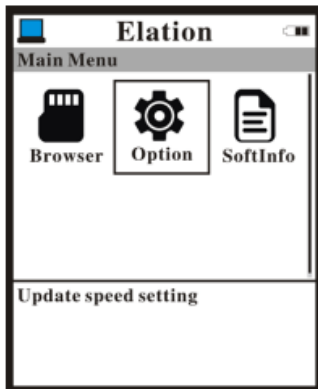 Elation
Main Menu
Browser Option SoftInfo
Update speed setting